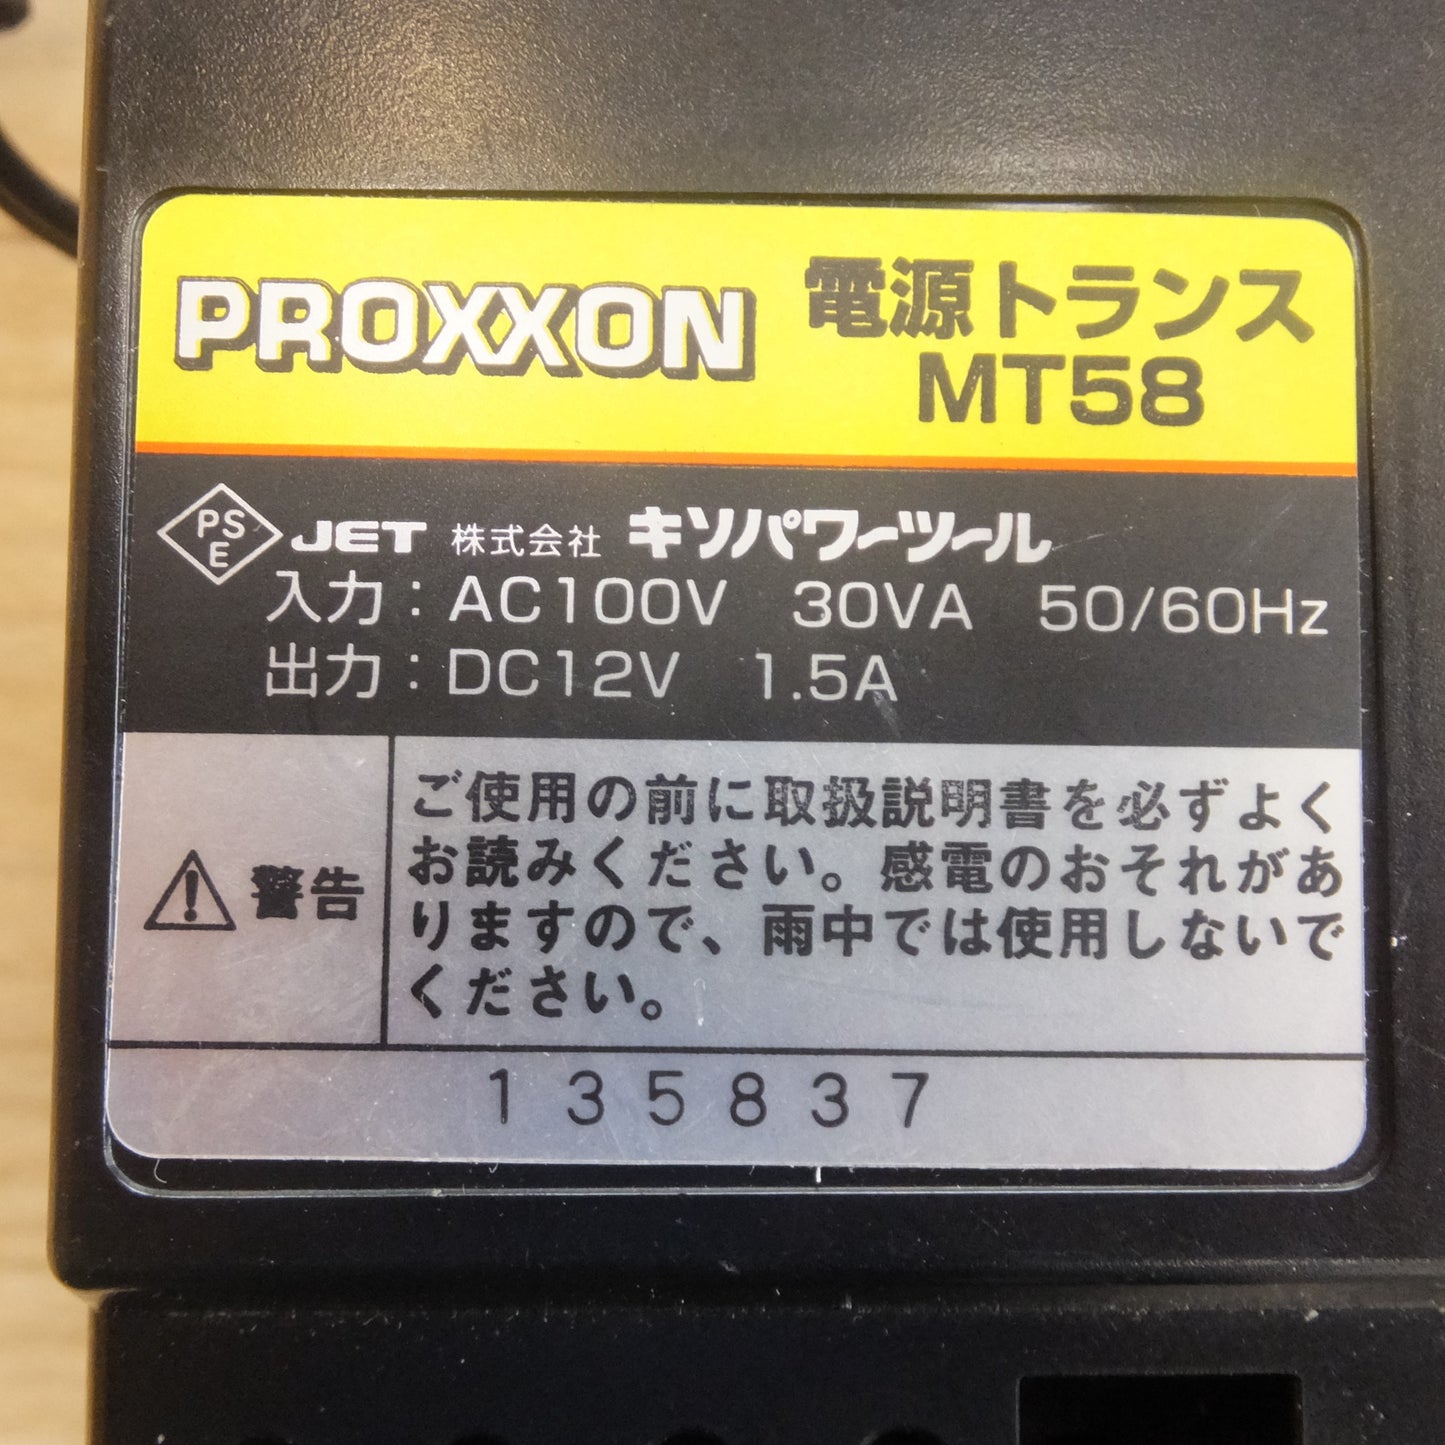 PROXXON 電源トランス
MT58
PS
E
JET 株式会社 キソパワーツール
入力：AC100V 30VA 50/60Hz
出力：DC12V 1.5A
警告
ご使用の前に取扱説明書を必ずよく
お読みください。感電のおそれがあ
りますので、雨中では使用しないで
ください。
135837